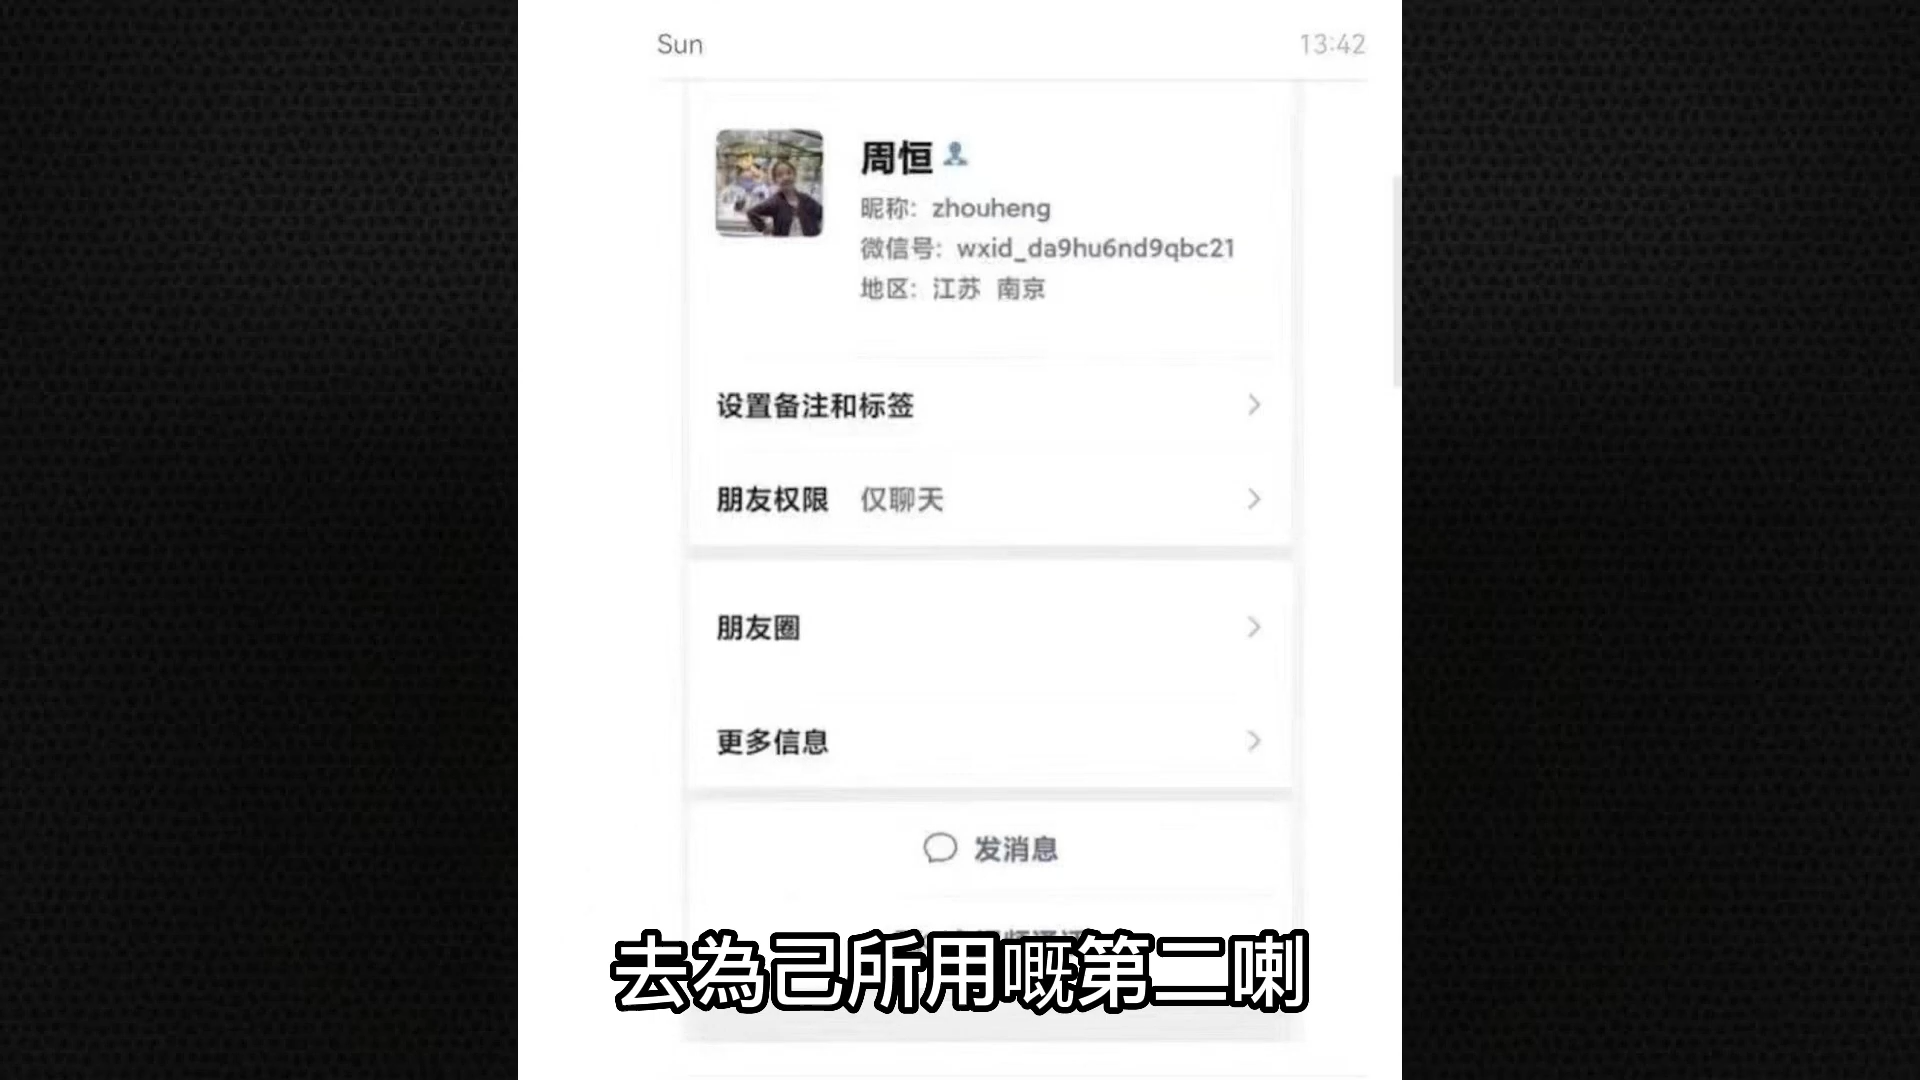 Sun
13:42
周恒
昵称: zhouheng
微信号: wxid_da9hu6nd9qbc21
地区: 江苏 南京
设置备注和标签
朋友权限 仅聊天
朋友圈
更多信息
发消息
去為己所用嘅第二喇